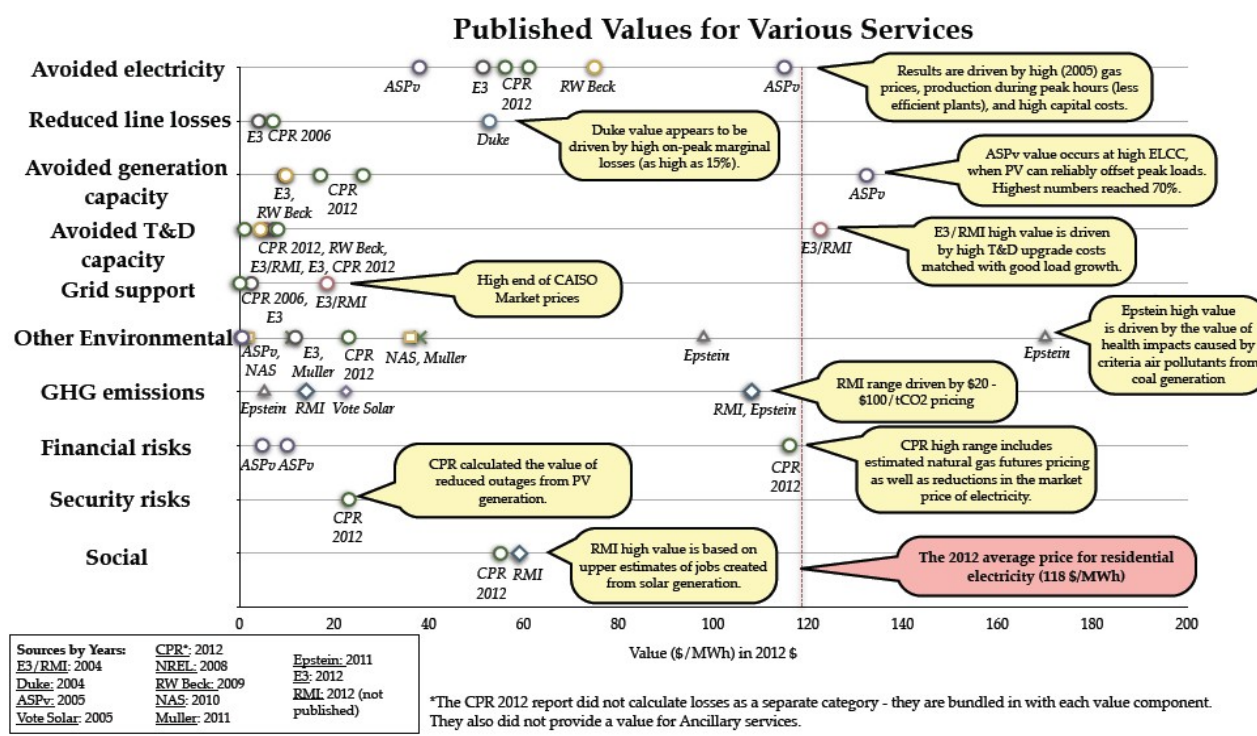 Published Values for Various Services
Avoided electricity
ASPv
E3
CPR
2012
RW Beck
ASPv
Results are driven by high (2005) gas
prices, production during peak hours (less
efficient plants), and high capital costs.
Reduced line losses
E3 CPR 2006
Duke
Duke value appears to be
driven by high on-peak marginal
losses (as high as 15%).
Avoided generation
capacity
E3,
RW Beck
CPR
2012
ASPv
ASPv value occurs at high ELCC,
when PV can reliably offset peak loads.
Highest numbers reached 70%.
Avoided T&D
capacity
CPR 2012, RW Beck,
E3/RMI, E3, CPR 2012
E3/RMI
E3/RMI high value is driven
by high T&D upgrade costs
matched with good load growth.
Grid support
CPR 2006,
E3
E3/RMI
High end of CAISO
Market prices
Other Environmental
ASPv,
NAS
E3,
Muller
CPR
2012
NAS, Muller
Epstein
Epstein
Epstein high value
is driven by the value of
health impacts caused by
criteria air pollutants from
coal generation
GHG emissions
Epstein
RMI
Vote Solar
RMI, Epstein
RMI range driven by $20 -
$100/tCO2 pricing
Financial risks
ASPv ASPv
CPR
2012
CPR high range includes
estimated natural gas futures pricing
as well as reductions in the market
price of electricity.
Security risks
CPR
2012
CPR calculated the value of
reduced outages from PV
generation.
Social
CPR
2012
RMI
RMI high value is based on
upper estimates of jobs created
from solar generation.
The 2012 average price for residential
electricity (118 $/MWh)
0 20 40 60 80 100 120 140 160 180 200
Value ($/MWh) in 2012 $
Sources by Years:
E3/RMI: 2004
Duke: 2004
ASPv: 2005
Vote Solar: 2005
CPR*: 2012
NREL: 2008
RW Beck: 2009
NAS: 2010
Muller: 2011
Epstein: 2011
E3: 2012
RMI: 2012 (not
published)
*The CPR 2012 report did not calculate losses as a separate category - they are bundled in with each value component.
They also did not provide a value for Ancillary services.